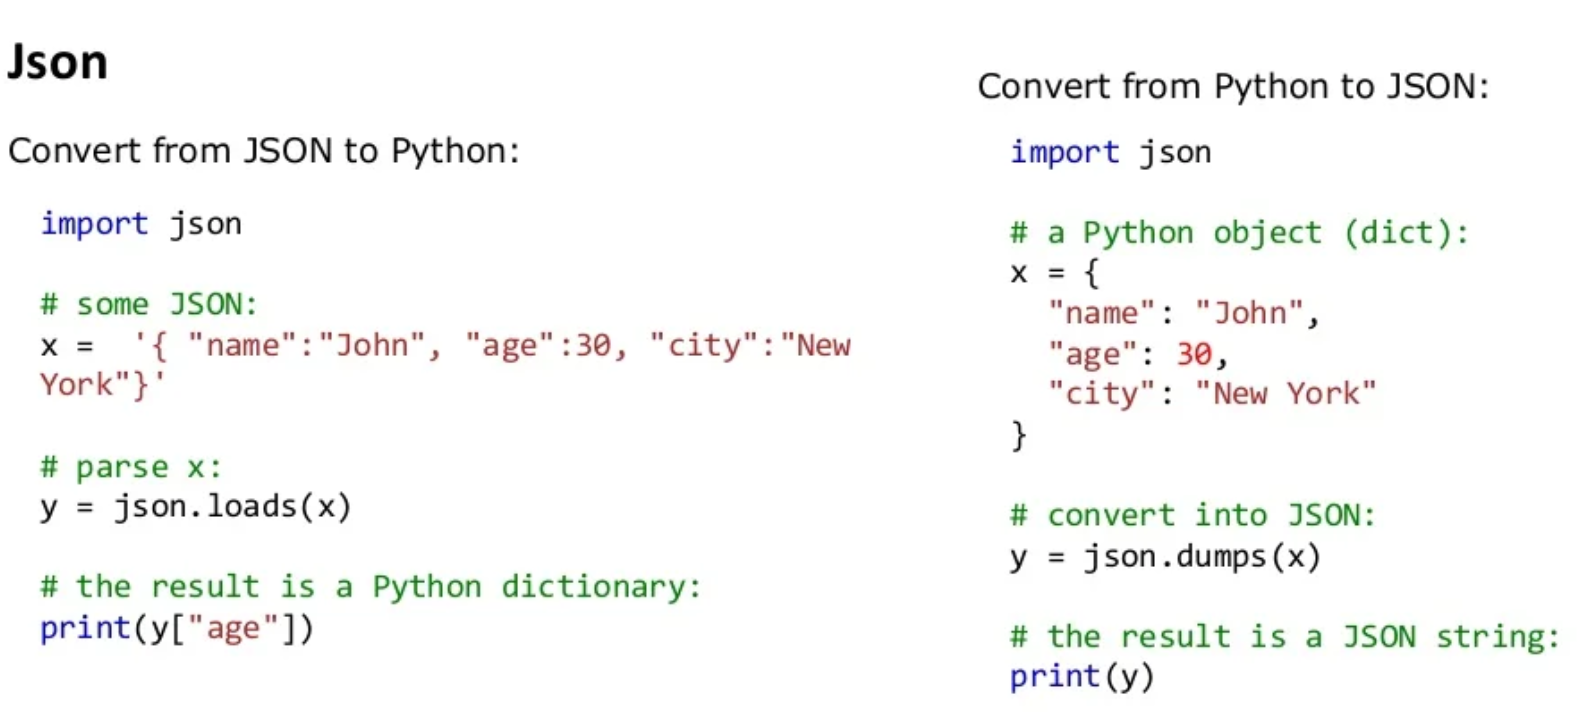 Json
Convert from JSON to Python:
import json
# some JSON:
x =  '{ "name":"John", "age":30, "city":"New
York"}'
# parse x:
y = json.loads(x)
# the result is a Python dictionary:
print(y["age"])
Convert from Python to JSON:
import json
# a Python object (dict):
x = {
  "name": "John",
  "age": 30,
  "city": "New York"
}
# convert into JSON:
y = json.dumps(x)
# the result is a JSON string:
print(y)